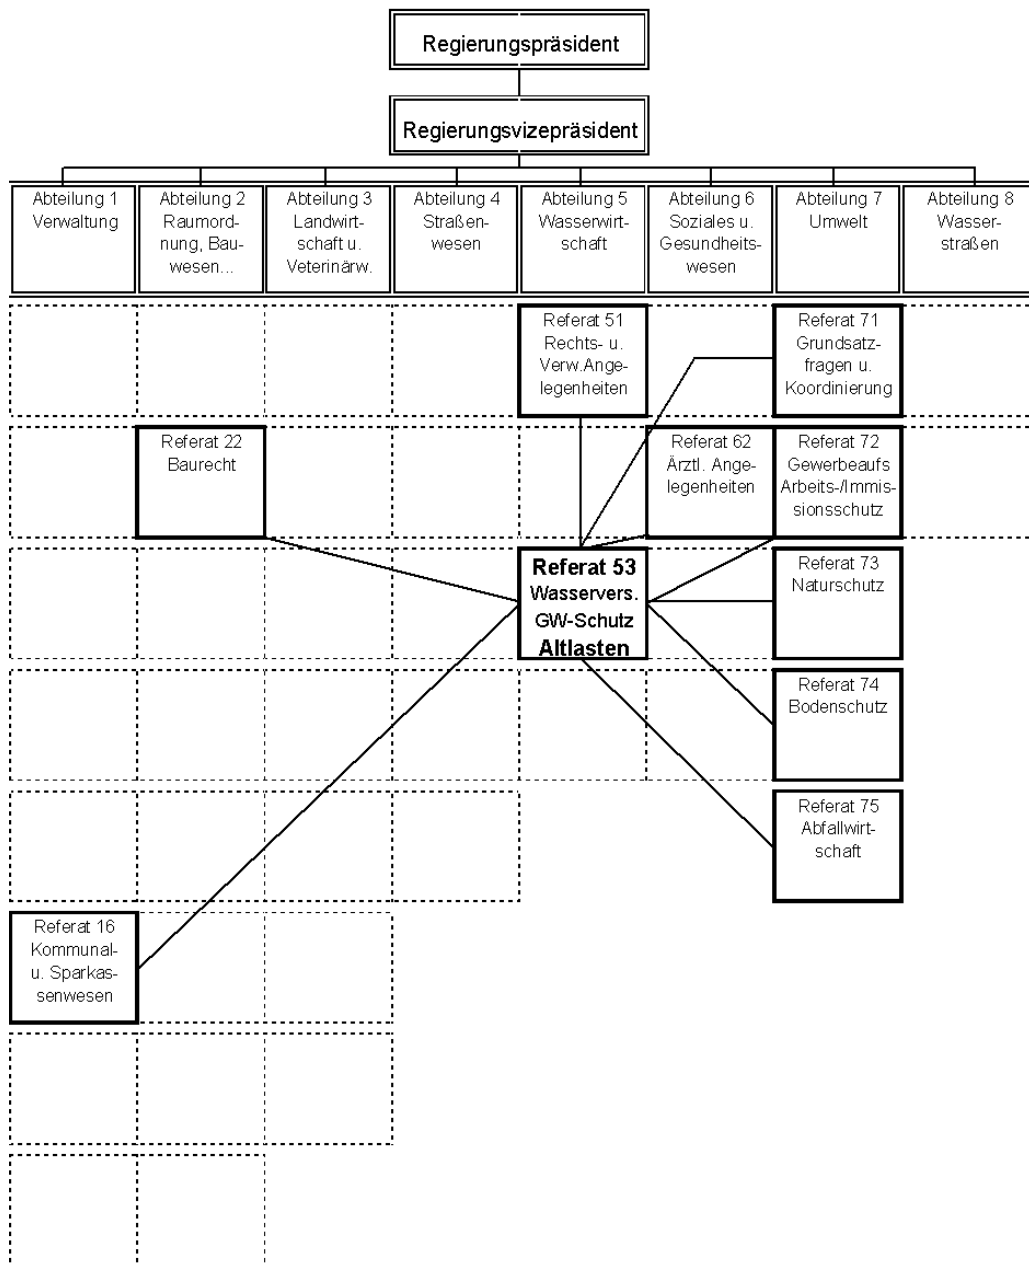 Regierungspräsident
Regierungsvizepräsident
Abteilung 1
Verwaltung
Abteilung 2
Raumord-
nung, Bau-
wesen...
Abteilung 3
Landwirt-
schaft u.
Veterinärw.
Abteilung 4
Straßen-
wesen
Abteilung 5
Wasserwirt-
schaft
Abteilung 6
Soziales u.
Gesundheits-
wesen
Abteilung 7
Umwelt
Abteilung 8
Wasser-
straßen
Referat 51
Rechts- u.
Verw.Ange-
legenheiten
Referat 71
Grundsatz-
fragen u.
Koordinierung
Referat 22
Baurecht
Referat 62
Ärztl. Ange-
legenheiten
Referat 72
Gewerbeaufs
Arbeits-/Immis-
sionsschutz
Referat 53
Wasservers.
GW-Schutz
Altlasten
Referat 73
Naturschutz
Referat 74
Bodenschutz
Referat 75
Abfallwirt-
schaft
Referat 16
Kommunal-
u. Sparkas-
senwesen